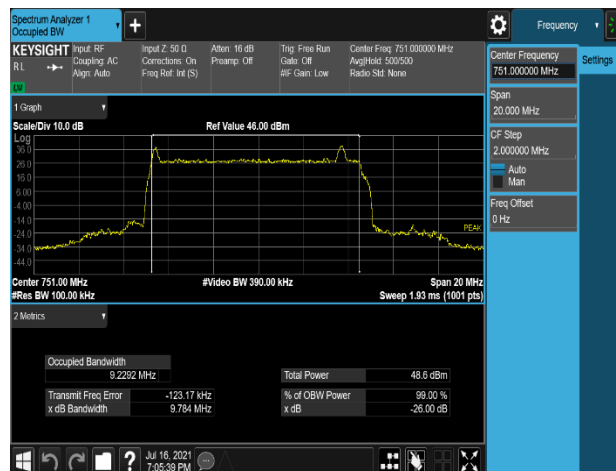 Spectrum Analyzer 1
Occupied BW
Frequency
KEYSIGHT
Input: RF
Input Z: 50 Ω
Atten: 16 dB
Trig: Free Run
Center Freq: 751.000000 MHz
RL
Coupling: AC
Corrections: On
Preamp: Off
Gate: Off
Avg|Hold: 500/500
Align: Auto
Freq Ref: Int (S)
#IF Gain: Low
Radio Std: None
LW
Center Frequency
751.000000 MHz
Settings
Span
20.000 MHz
CF Step
2.000000 MHz
Auto
Man
Freq Offset
0 Hz
1 Graph
Scale/Div 10.0 dB
Ref Value 46.00 dBm
Log
36.0
26.0
16.0
6.00
-4.00
-14.0
-24.0
-34.0
-44.0
PEAK
Center 751.00 MHz
#Video BW 390.00 kHz
Span 20 MHz
#Res BW 100.00 kHz
Sweep 1.93 ms (1001 pts)
2 Metrics
Occupied Bandwidth
9.2292 MHz
Total Power
48.6 dBm
Transmit Freq Error
-123.17 kHz
% of OBW Power
99.00 %
x dB Bandwidth
9.784 MHz
x dB
-26.00 dB
Jul 16, 2021
7:05:39 PM